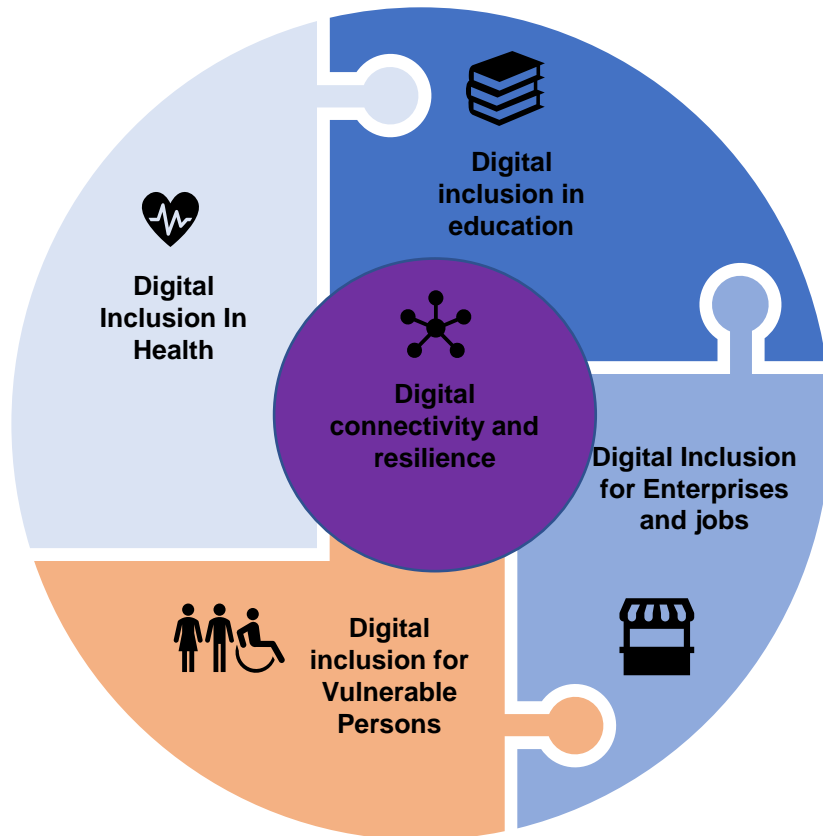 Digital
inclusion in
education
Digital
Inclusion In
Health
Digital
connectivity and
resilience
Digital Inclusion
for Enterprises
and jobs
Digital
inclusion for
Vulnerable
Persons